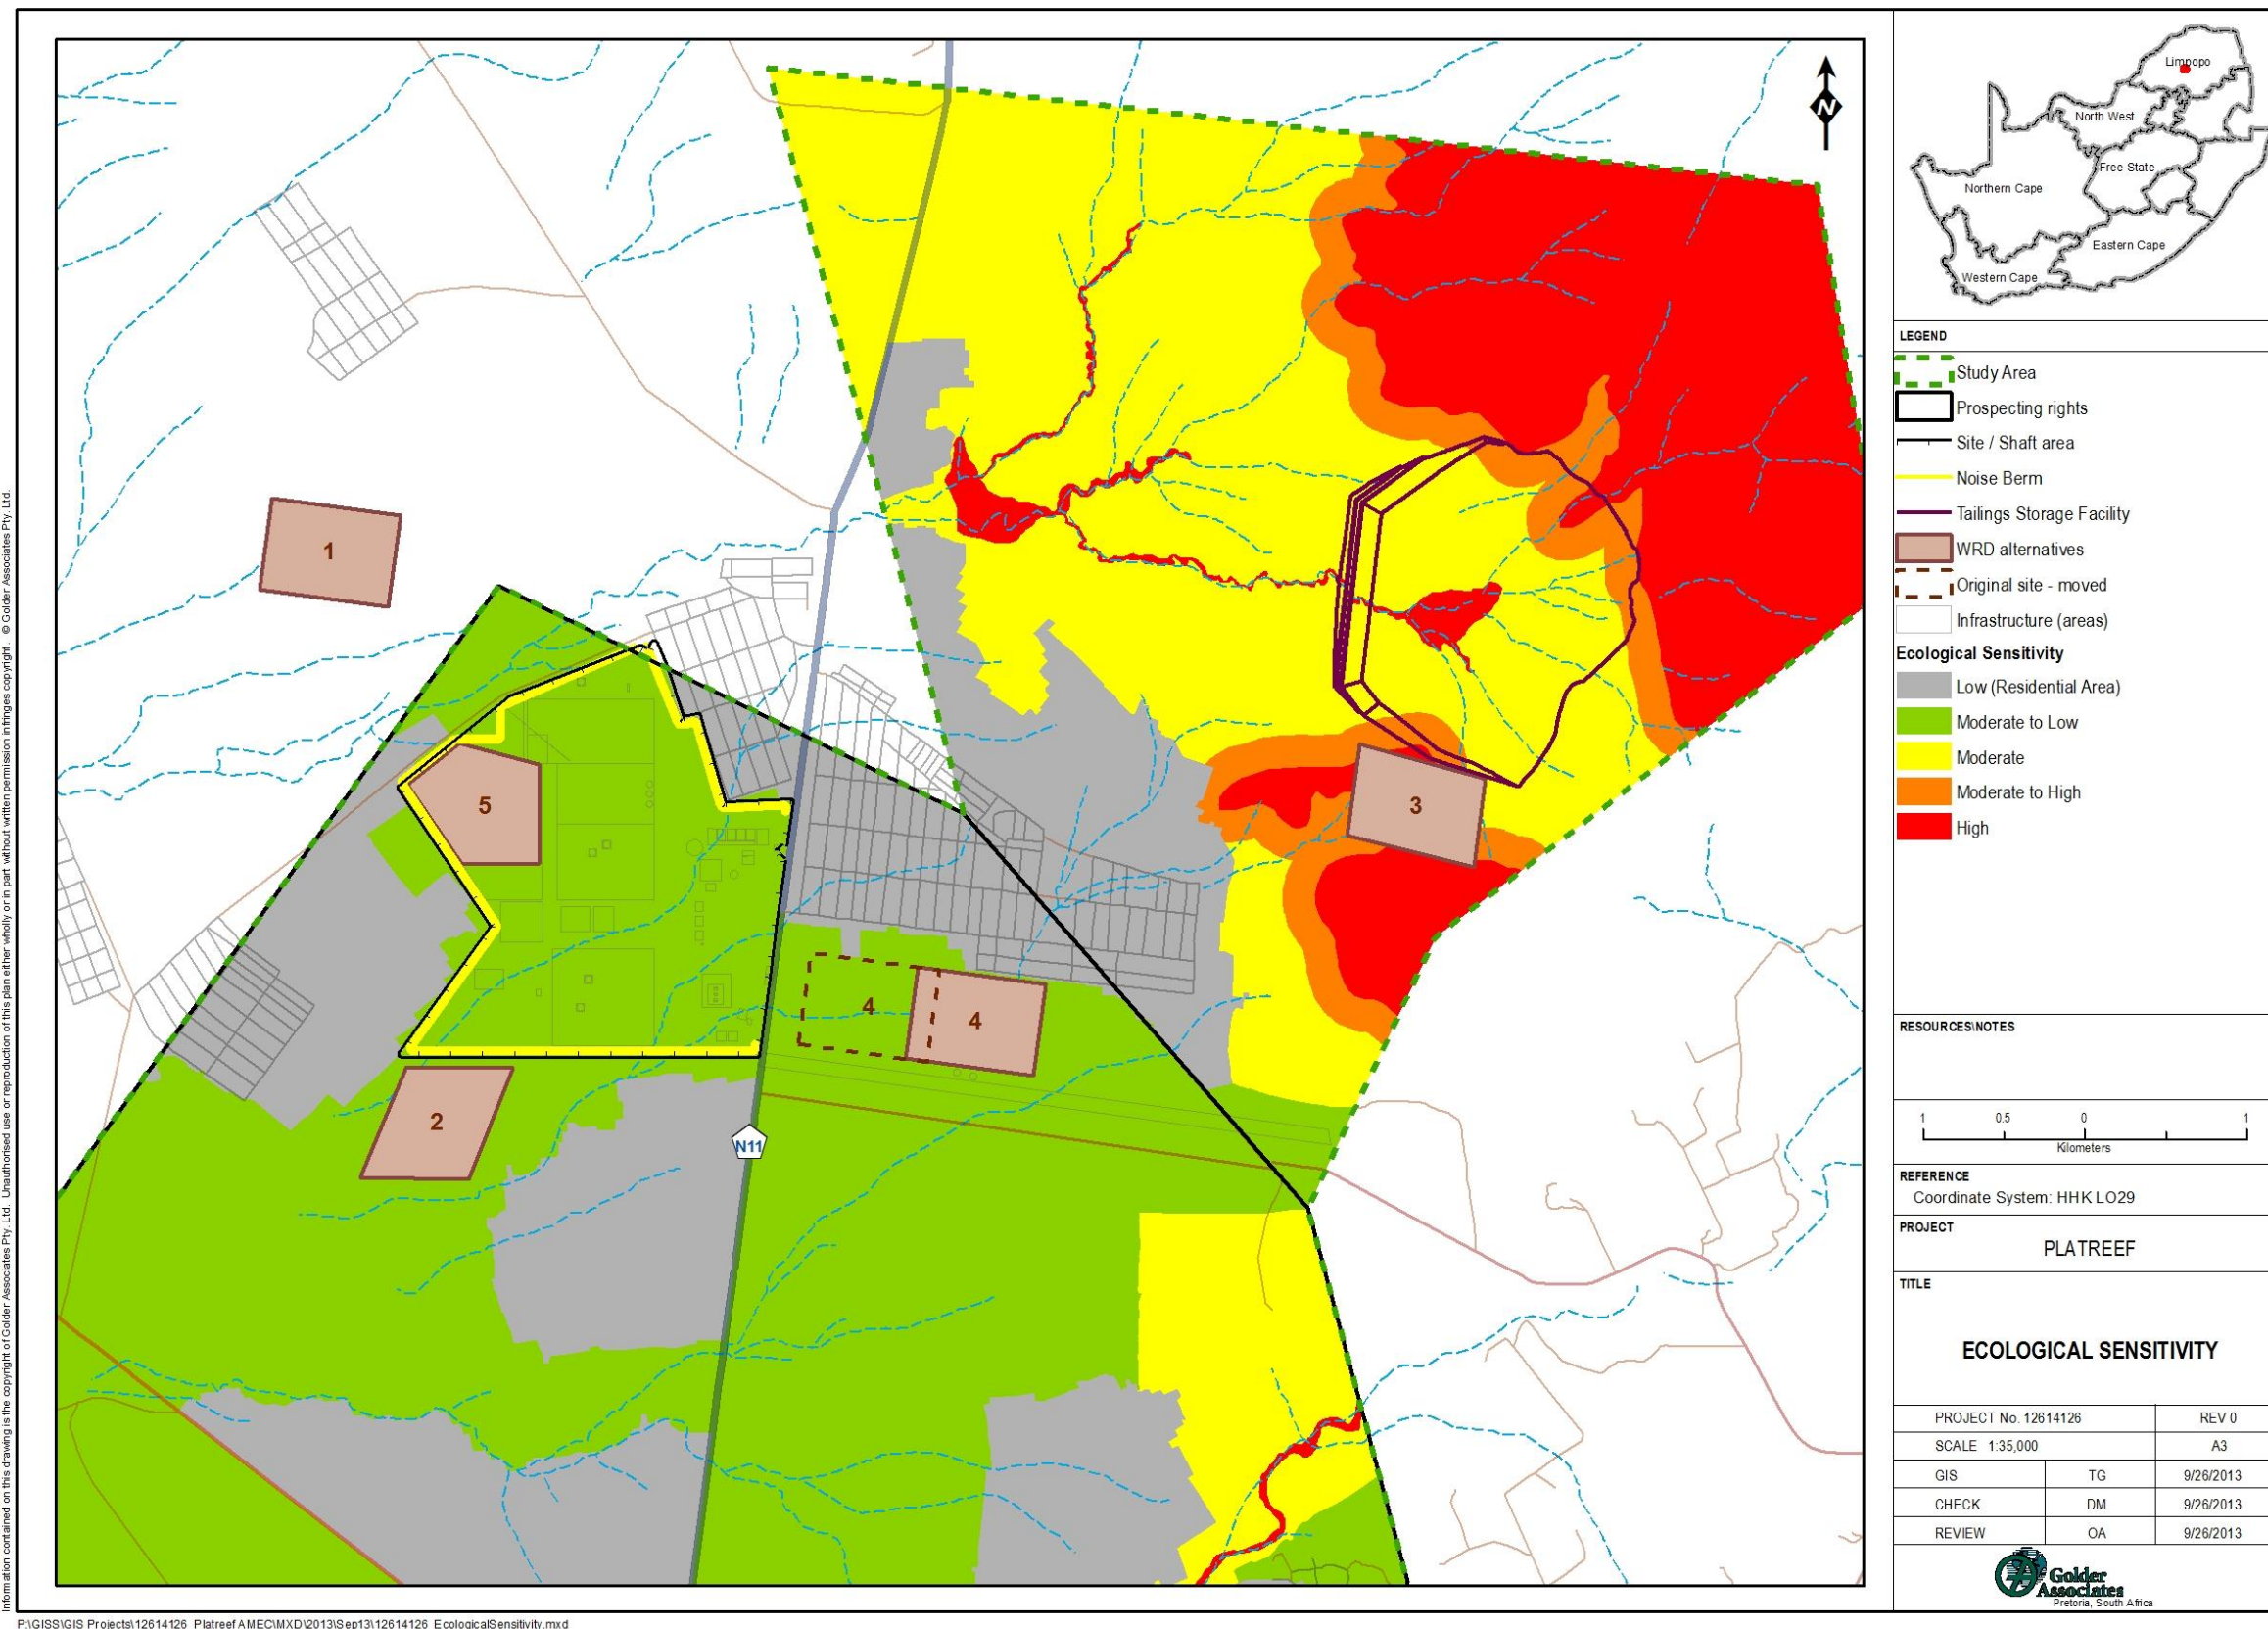 Information contained on this drawing is the copyright of Golder Associates Pty. Ltd. Unauthorised use or reproduction of this plan either wholly or in part without written permission infringes copyright. © Golder Associates Pty. Ltd.
N
1
5
3
4
4
2
N11
Limpopo
North West
Free State
Northern Cape
Eastern Cape
Western Cape
LEGEND
Study Area
Prospecting rights
Site / Shaft area
Noise Berm
Tailings Storage Facility
WRD alternatives
Original site - moved
Infrastructure (areas)
Ecological Sensitivity
Low (Residential Area)
Moderate to Low
Moderate
Moderate to High
High
RESOURCES\NOTES
1 0.5 0 1
Kilometers
REFERENCE
Coordinate System: HHK LO29
PROJECT
PLATREEF
TITLE
ECOLOGICAL SENSITIVITY
PROJECT No. 12614126 REV 0
SCALE 1:35,000 A3
GIS TG 9/26/2013
CHECK DM 9/26/2013
REVIEW OA 9/26/2013
Golder
Associates
Pretoria, South Africa
P:\GISS\GIS Projects\12614126_Platreef AMEC\MXD\2013\Sep13\12614126_EcologicalSensitivity.mxd